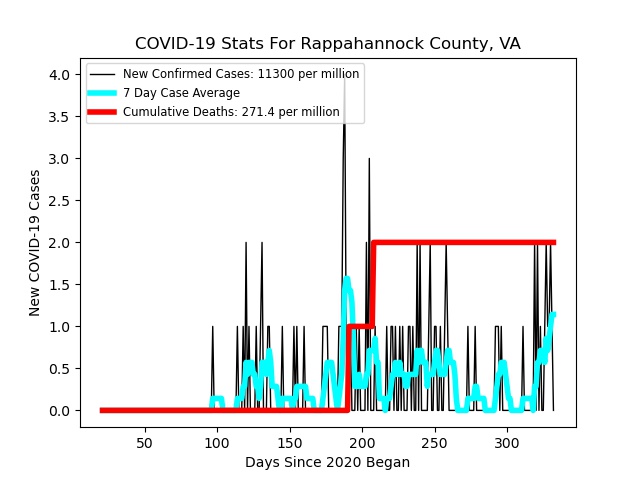 COVID-19 Stats For Rappahannock County, VA
New Confirmed Cases: 11300 per million
7 Day Case Average
Cumulative Deaths: 271.4 per million
New COVID-19 Cases
4.0
3.5
3.0
2.5
2.0
1.5
1.0
0.5
0.0
50 100 150 200 250 300
Days Since 2020 Began